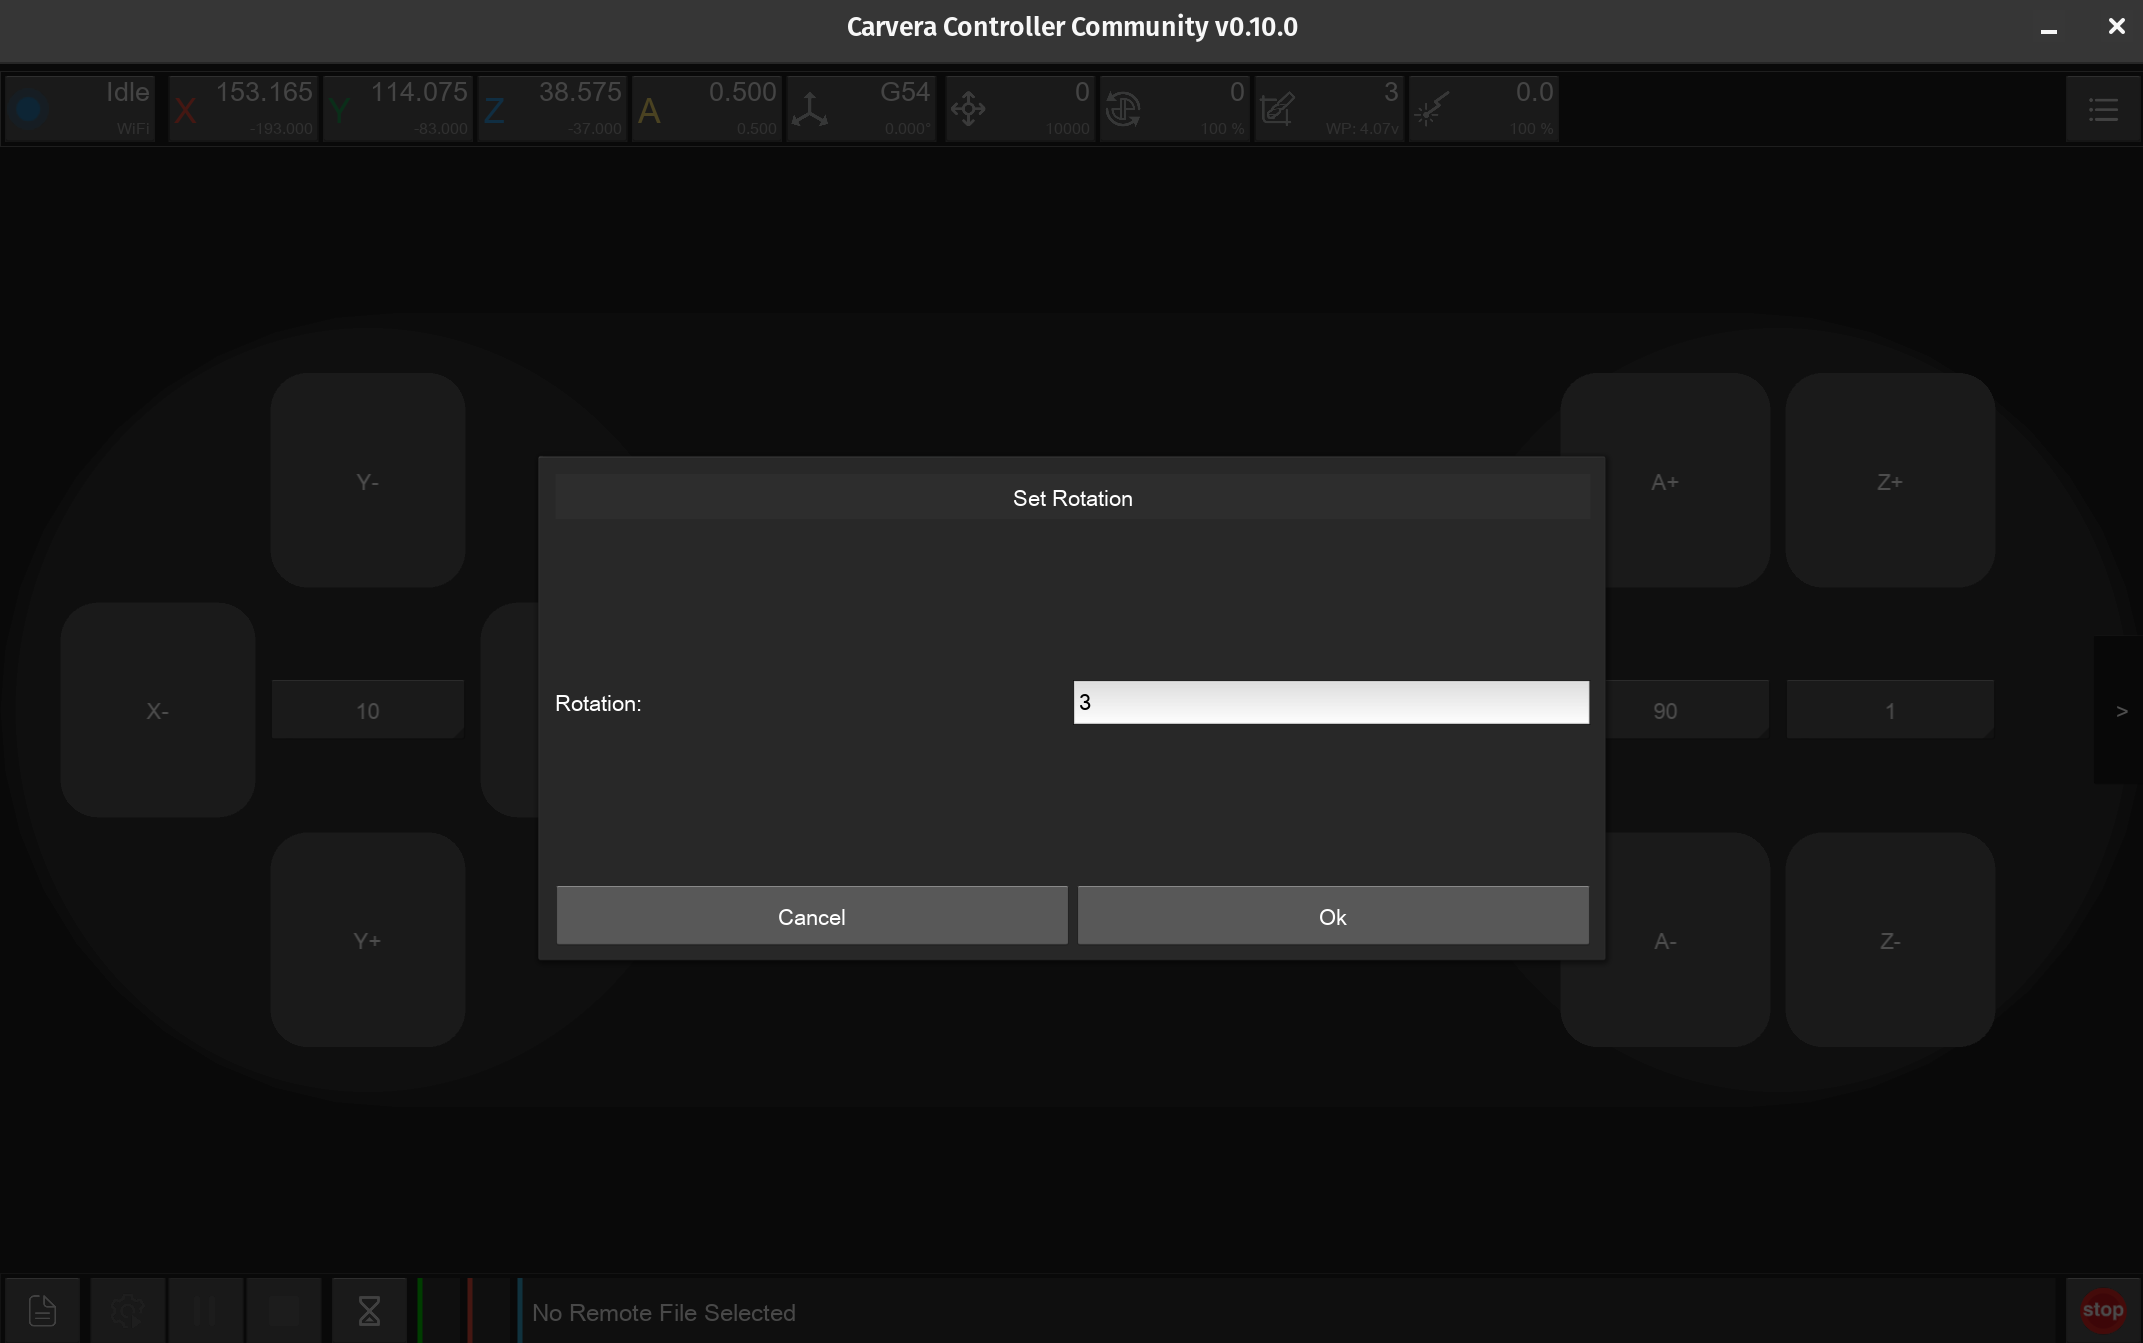 Carvera Controller Community v0.10.0
Idle
WiFi
X 153.165
-193.000
Y 114.075
-83.000
Z 38.575
-37.000
A 0.500
0.500
G54
0.000°
0
10000
0
100 %
3
WP: 4.07v
0.0
100 %
Y-
A+
Z+
Set Rotation
X-
10
Rotation:
3
90
1
>
Cancel
Ok
Y+
A-
Z-
No Remote File Selected
stop